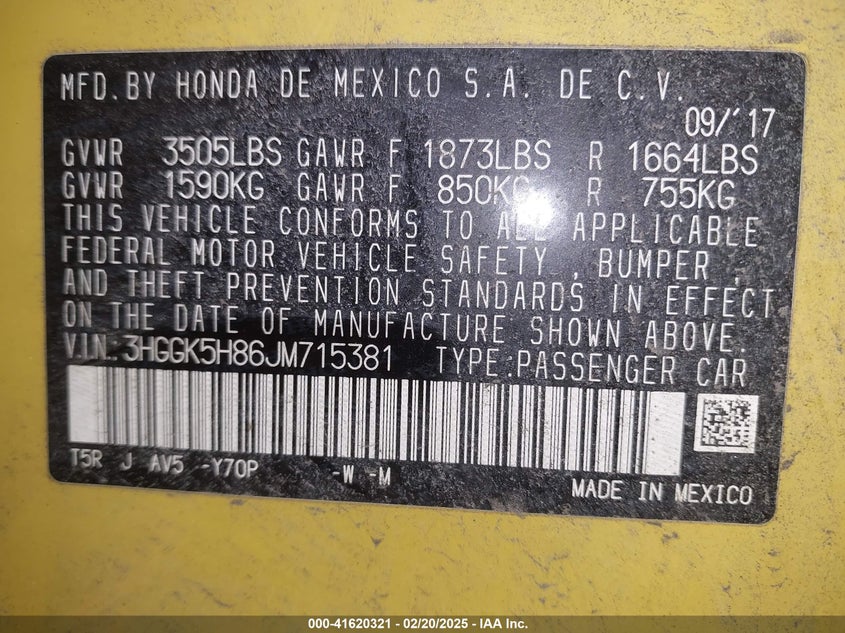 MFD. BY HONDA DE MEXICO S.A. DE C.V.
09/'17
GVWR 3505LBS GAWR F 1873LBS R 1664LBS
GVWR 1590KG GAWR F 850KG R 755KG
THIS VEHICLE CONFORMS TO ALL APPLICABLE
FEDERAL MOTOR VEHICLE SAFETY , BUMPER ,
AND THEFT PREVENTION STANDARDS IN EFFECT
ON THE DATE OF MANUFACTURE SHOWN ABOVE.
V.I.N.:3HGGK5H86JM715381 TYPE:PASSENGER CAR
T5R J AV5 -Y70P -W -M
MADE IN MEXICO
000-41620321 - 02/20/2025 - IAA Inc.